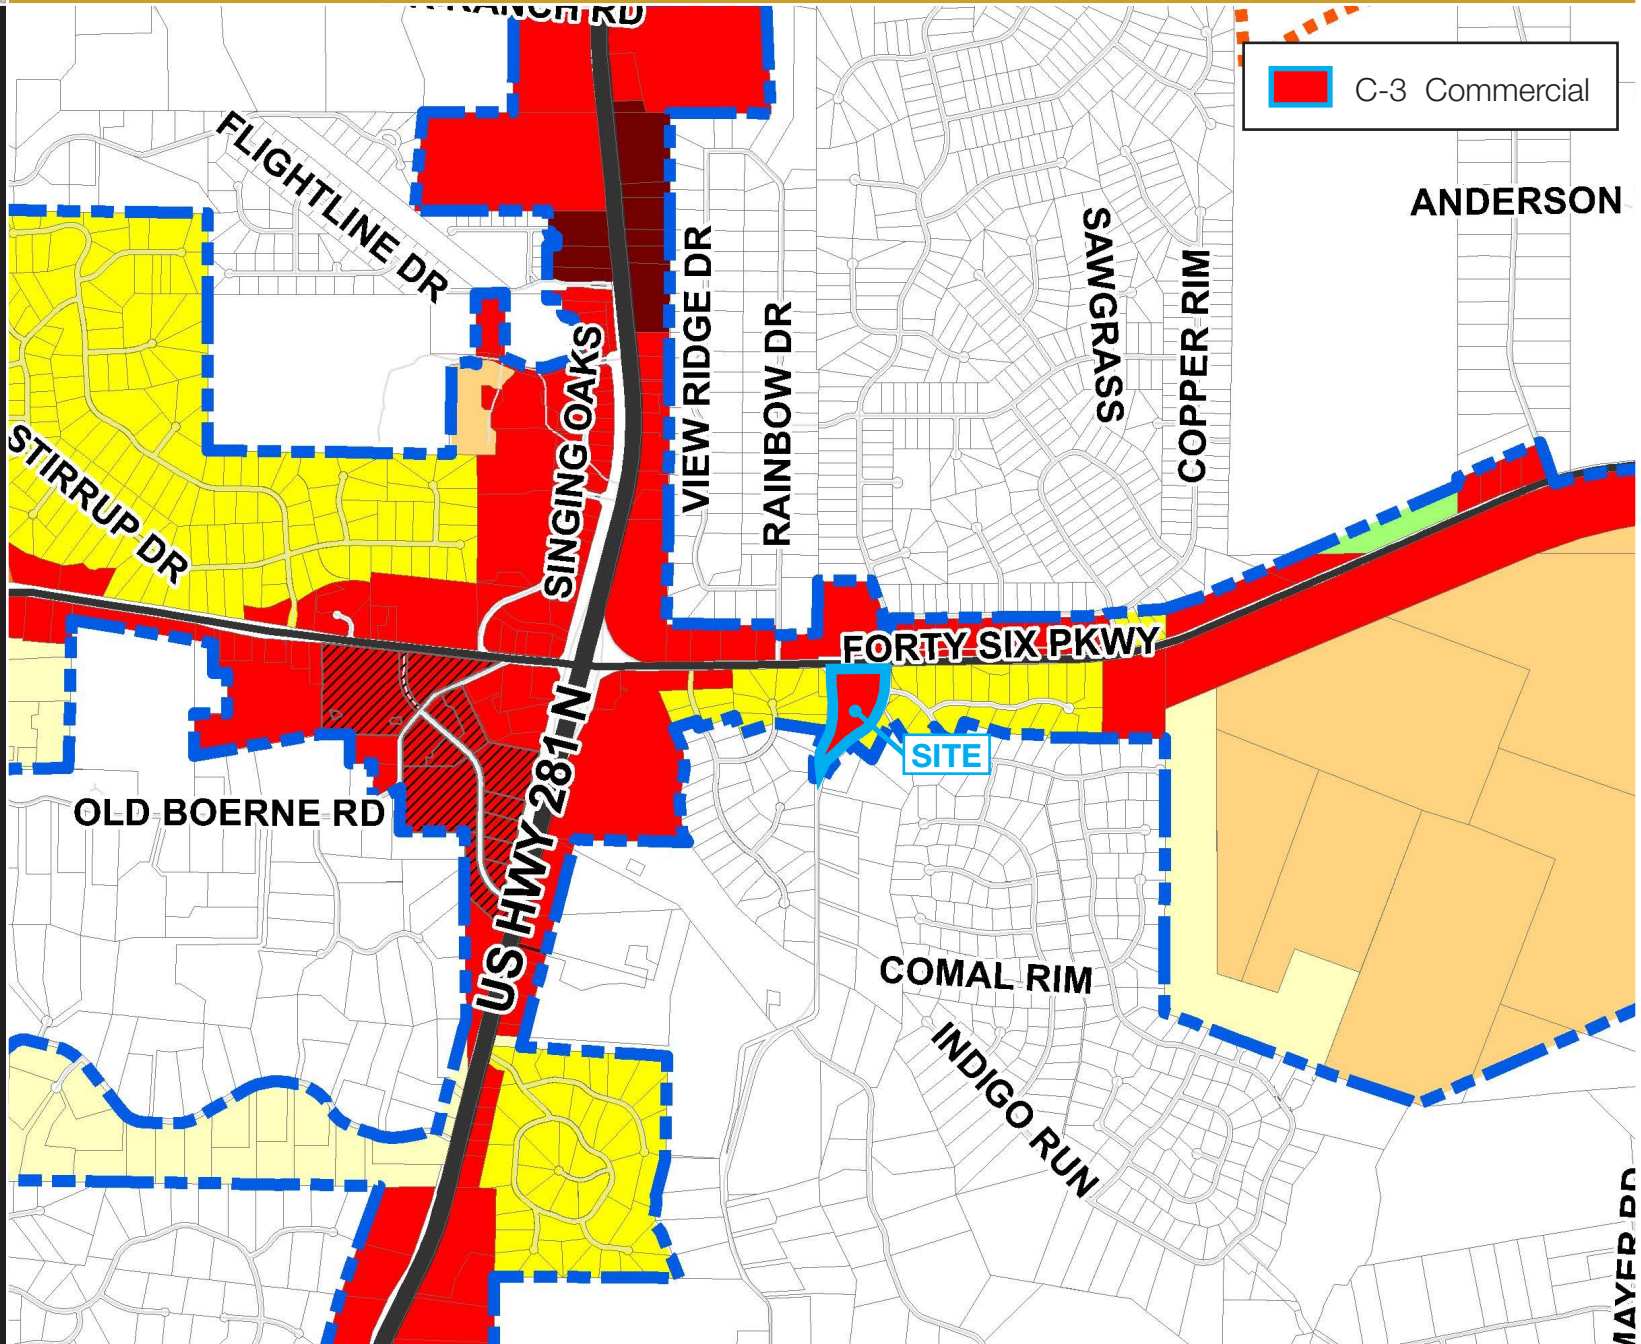 RANCH RD
C-3 Commercial
FLIGHTLINE DR
ANDERSON
SAWGRASS
VIEW RIDGE DR
COPPER RIM
RAINBOW DR
SINGING OAKS
STIRRUP DR
FORTY SIX PKWY
US HWY 281 N
SITE
OLD BOERNE RD
COMAL RIM
INDIGO RUN
MAYER RD